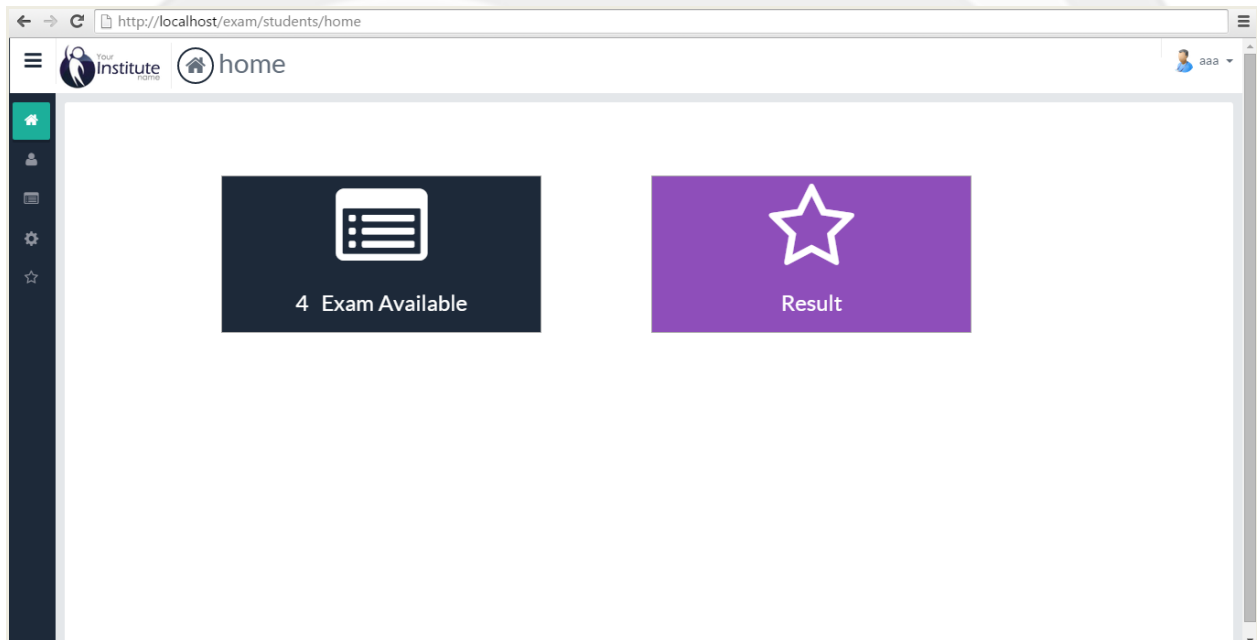 http://localhost/exam/students/home
Your
Institute
name
home
aaa
4 Exam Available
Result